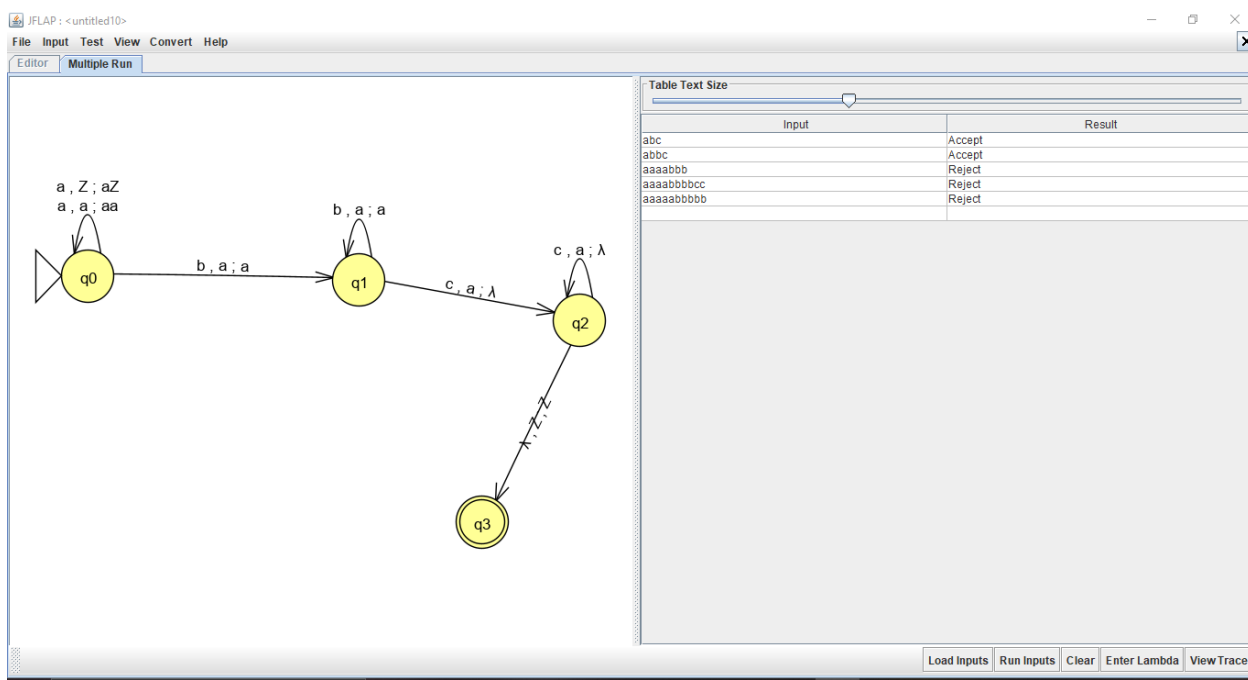 JFLAP : <untitled10>
File Input Test View Convert Help
Editor Multiple Run
Table Text Size
Input Result
abc Accept
abbc Accept
aaaabbb Reject
aaaabbbbcc Reject
aaaaabbbbb Reject
a , Z ; aZ
a , a ; aa
b , a ; a
c , a ; λ
b , a ; a
c , a ; λ
q0
q1
q2
λ , Z ; Z
q3
Load Inputs Run Inputs Clear Enter Lambda View Trace